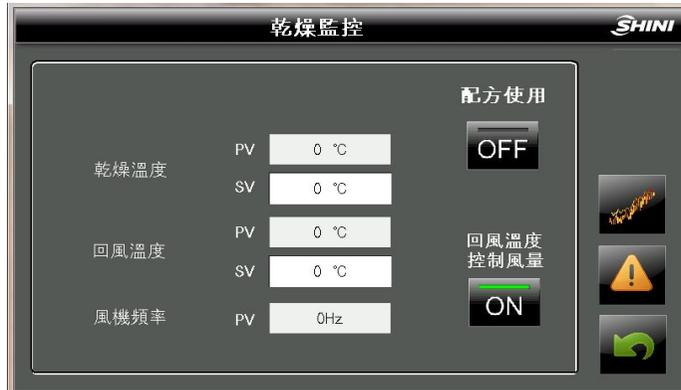 乾燥監控
SHINI
配方使用
OFF
乾燥溫度
PV 0 ℃
SV 0 ℃
回風溫度
PV 0 ℃
SV 0 ℃
回風溫度
控制風量
ON
風機頻率
PV 0Hz